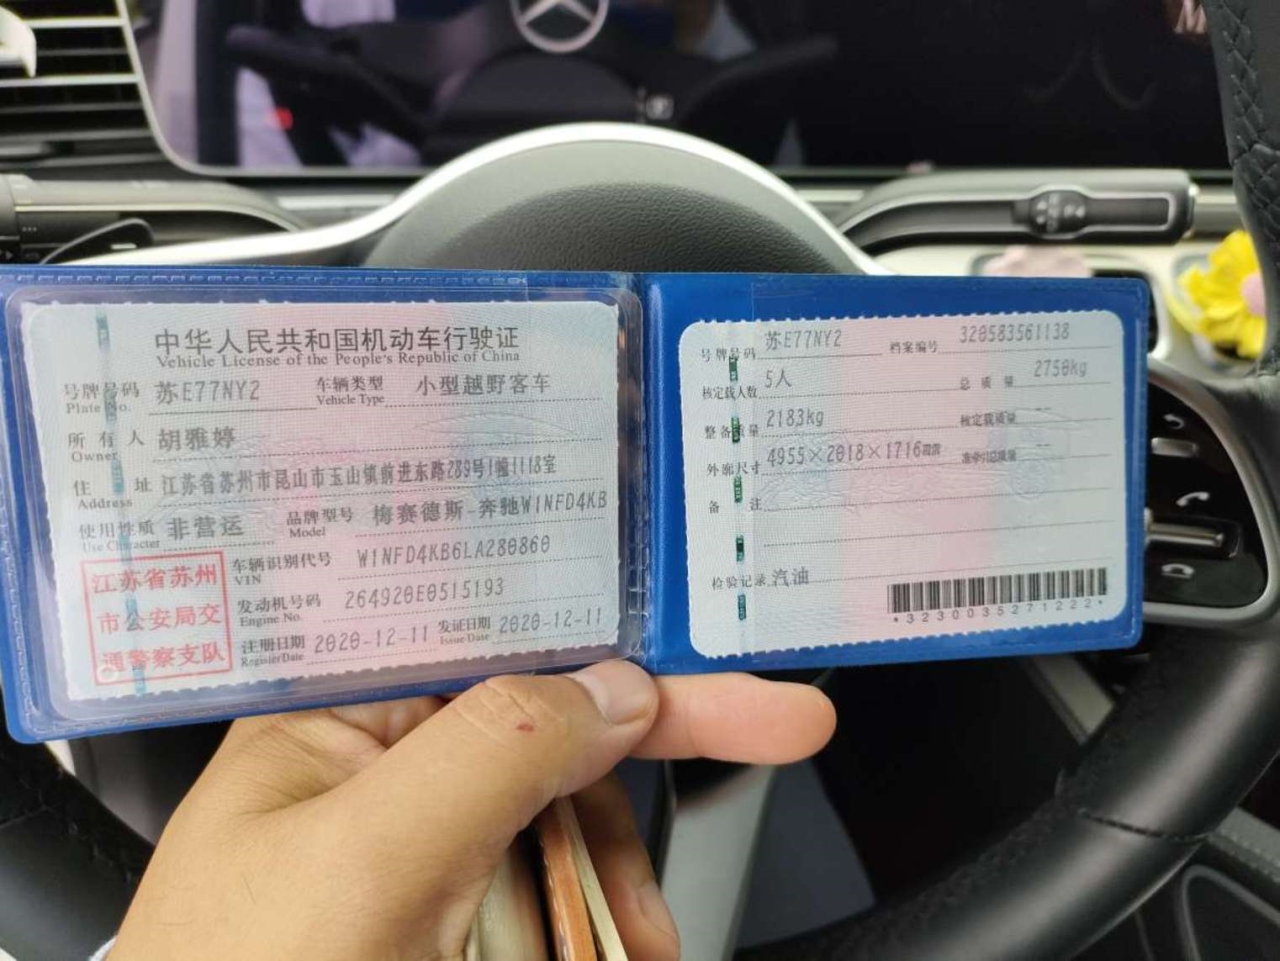 中华人民共和国机动车行驶证
Vehicle License of the People's Republic of China
号牌号码 苏E77NY2 车辆类型 小型越野客车
Plate No. Vehicle Type
所有人 胡雅婷
Owner
住址 江苏省苏州市昆山市玉山镇前进东路289号1幢1118室
Address
使用性质 非营运 品牌型号 梅赛德斯-奔驰W1NFD4KB
Use Character Model
江苏省苏州
市公安局交
通警察支队
车辆识别代号 W1NFD4KB6LA280860
VIN
发动机号码 264920E0515193
Engine No.
注册日期 2020-12-11 发证日期 2020-12-11
Register Date Issue Date
号牌号码 苏E77NY2 档案编号 320583561138
核定载人数 5人 总质量 2750kg
整备质量 2183kg 核定载质量 --
外廓尺寸 4955×2018×1716mm 准牵引总质量 --
备注
检验记录 汽油
*3230035271222*